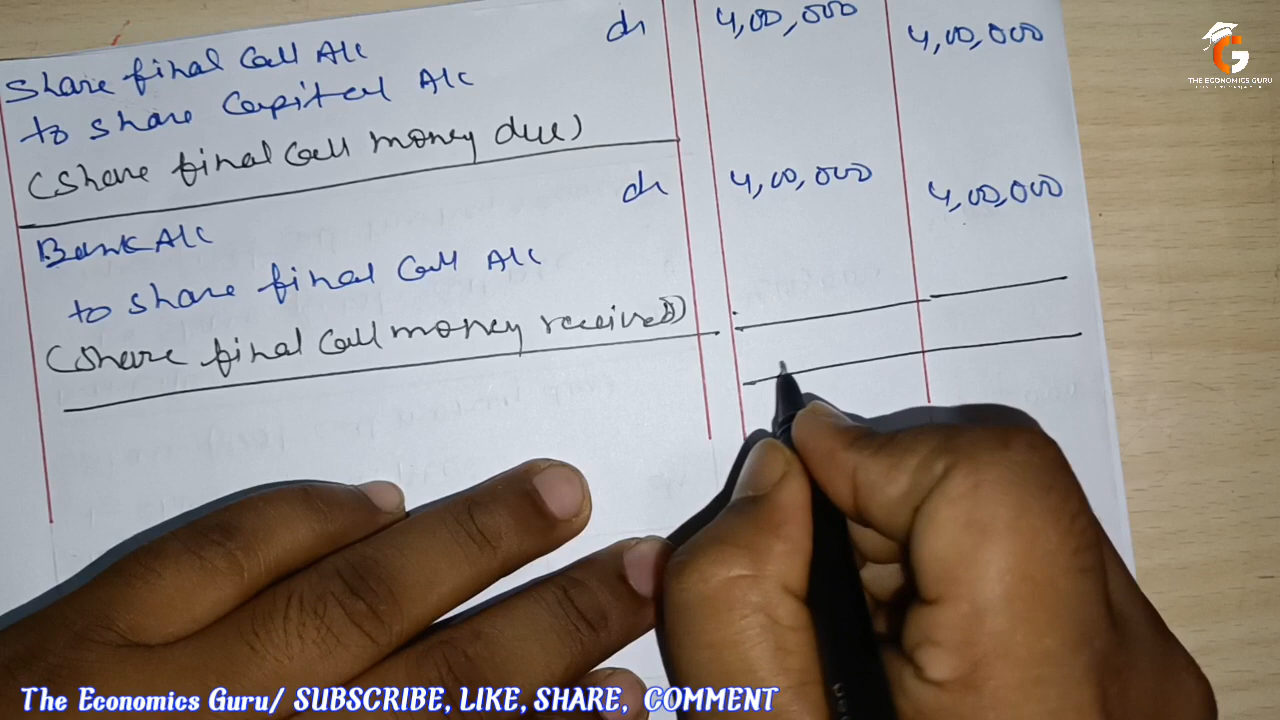 Share final Call A/c dr 4,00,000
to Share Capital A/c 4,00,000
(Share final Call money due)
Bank A/c dr 4,00,000
to Share final Call A/c 4,00,000
(Share final Call money received)
THE ECONOMICS GURU
The Economics Guru/ SUBSCRIBE, LIKE, SHARE, COMMENT